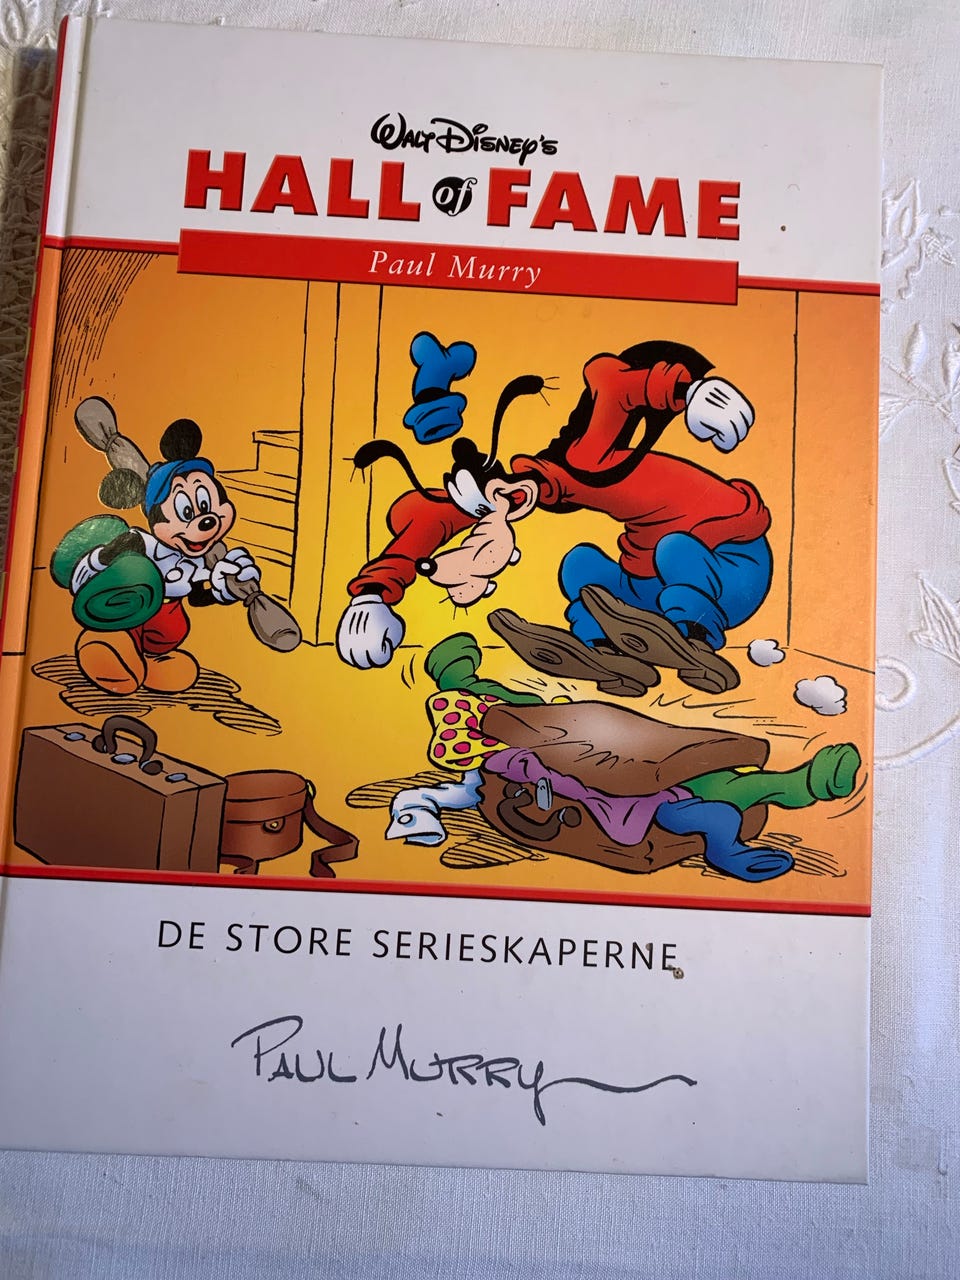 WALT DISNEY'S
HALL of FAME
Paul Murry
DE STORE SERIESKAPERNE
PAUL MURRY